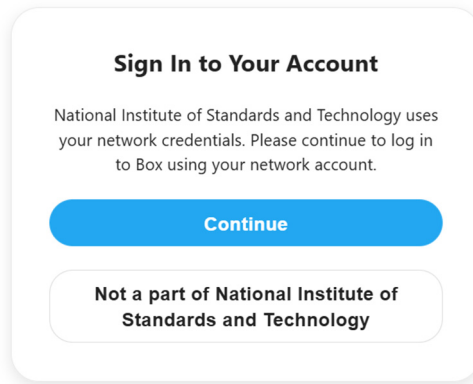 Sign In to Your Account
National Institute of Standards and Technology uses
your network credentials. Please continue to log in
to Box using your network account.
Continue
Not a part of National Institute of
Standards and Technology